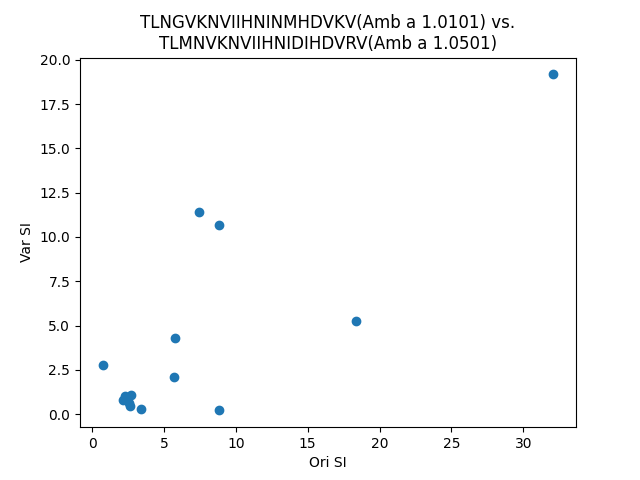 TLNGVKNVIIHNINMHDVKV(Amb a 1.0101) vs.
TLMNVKNVIIHNIDIHDVRV(Amb a 1.0501)
20.0
17.5
15.0
12.5
10.0
7.5
5.0
2.5
0.0
Var SI
0 5 10 15 20 25 30
Ori SI